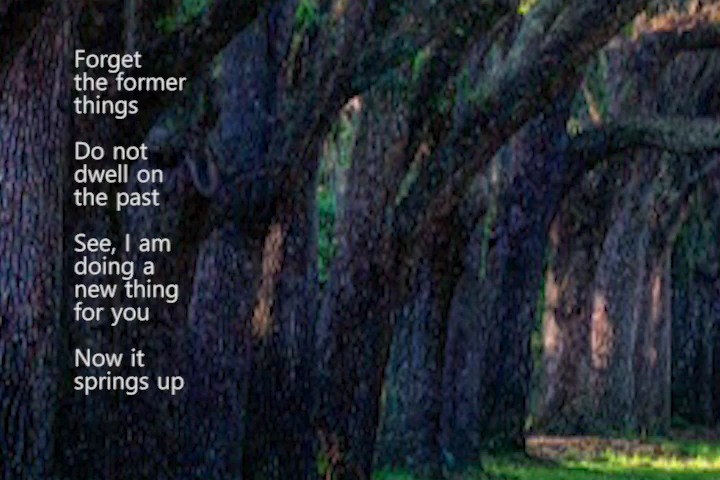 Forget
the former
things
Do not
dwell on
the past
See, I am
doing a
new thing
for you
Now it
springs up